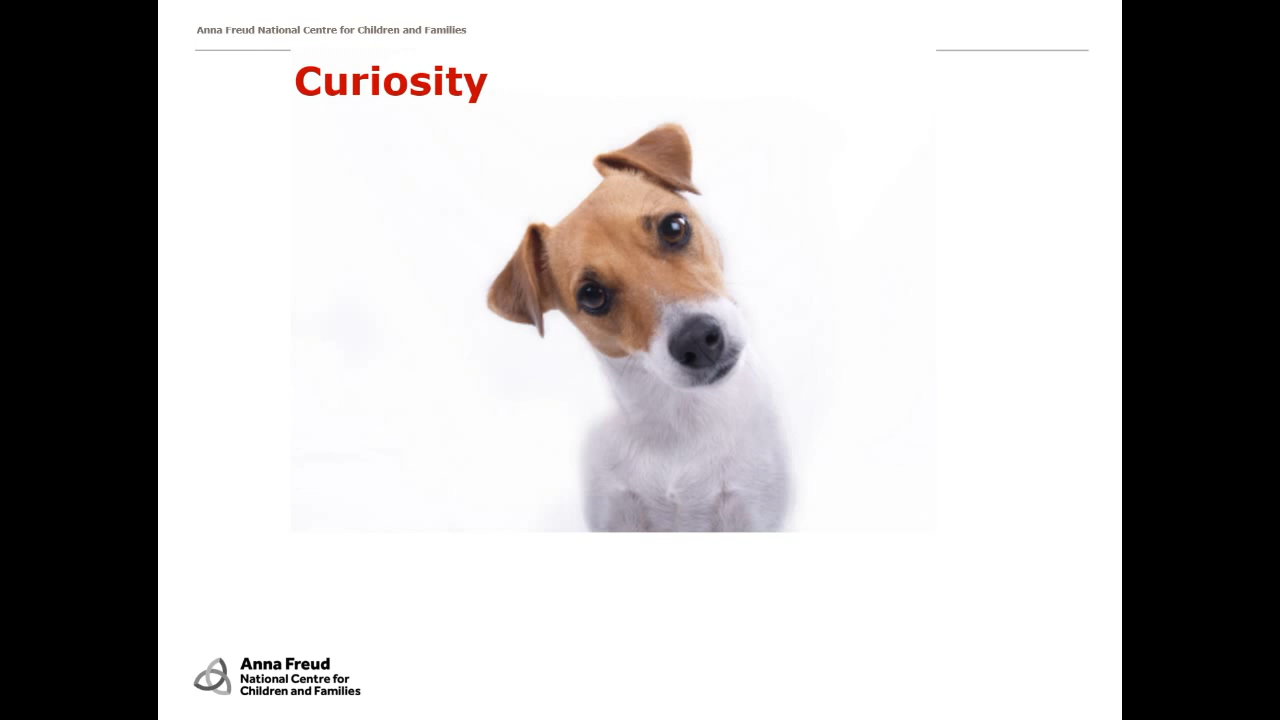 Anna Freud National Centre for Children and Families
Curiosity
Anna Freud
National Centre for
Children and Families